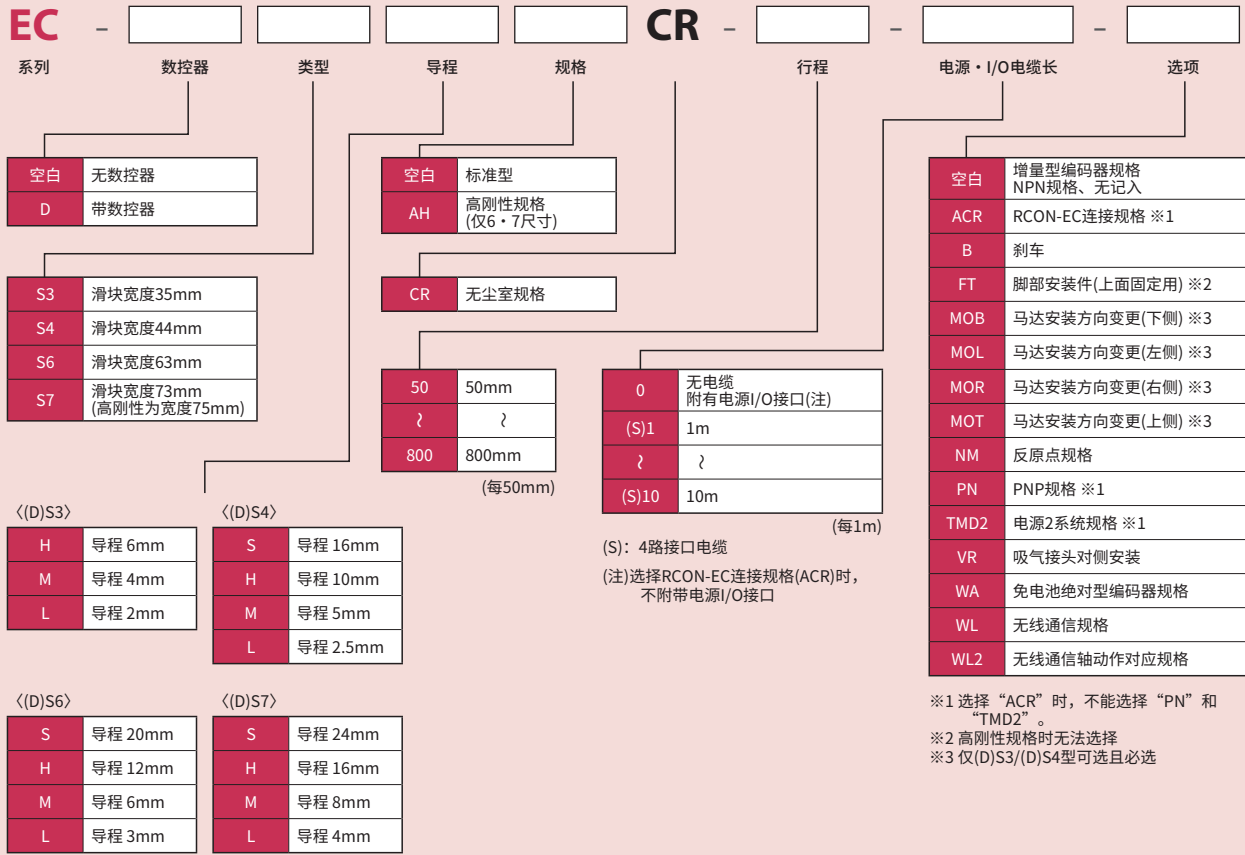 EC – CR – – –
系列 数控器 类型 导程 规格 行程 电源・I/O电缆长 选项
空白 无数控器
D 带数控器
S3 滑块宽度35mm
S4 滑块宽度44mm
S6 滑块宽度63mm
S7 滑块宽度73mm
(高刚性为宽度75mm)
〈(D)S3〉
H 导程 6mm
M 导程 4mm
L 导程 2mm
〈(D)S4〉
S 导程 16mm
H 导程 10mm
M 导程 5mm
L 导程 2.5mm
〈(D)S6〉
S 导程 20mm
H 导程 12mm
M 导程 6mm
L 导程 3mm
〈(D)S7〉
S 导程 24mm
H 导程 16mm
M 导程 8mm
L 导程 4mm
空白 标准型
AH 高刚性规格
(仅6・7尺寸)
CR 无尘室规格
50 50mm
〜 〜
800 800mm
(每50mm)
0 无电缆
附有电源I/O接口(注)
(S)1 1m
〜 〜
(S)10 10m
(每1m)
(S)：4路接口电缆
(注)选择RCON-EC连接规格(ACR)时，
不附带电源I/O接口
空白 增量型编码器规格
NPN规格、无记入
ACR RCON-EC连接规格 ※1
B 刹车
FT 脚部安装件(上面固定用) ※2
MOB 马达安装方向变更(下侧) ※3
MOL 马达安装方向变更(左侧) ※3
MOR 马达安装方向变更(右侧) ※3
MOT 马达安装方向变更(上侧) ※3
NM 反原点规格
PN PNP规格 ※1
TMD2 电源2系统规格 ※1
VR 吸气接头对侧安装
WA 免电池绝对型编码器规格
WL 无线通信规格
WL2 无线通信轴动作对应规格
※1 选择“ACR”时，不能选择“PN”和
“TMD2”。
※2 高刚性规格时无法选择
※3 仅(D)S3/(D)S4型可选且必选